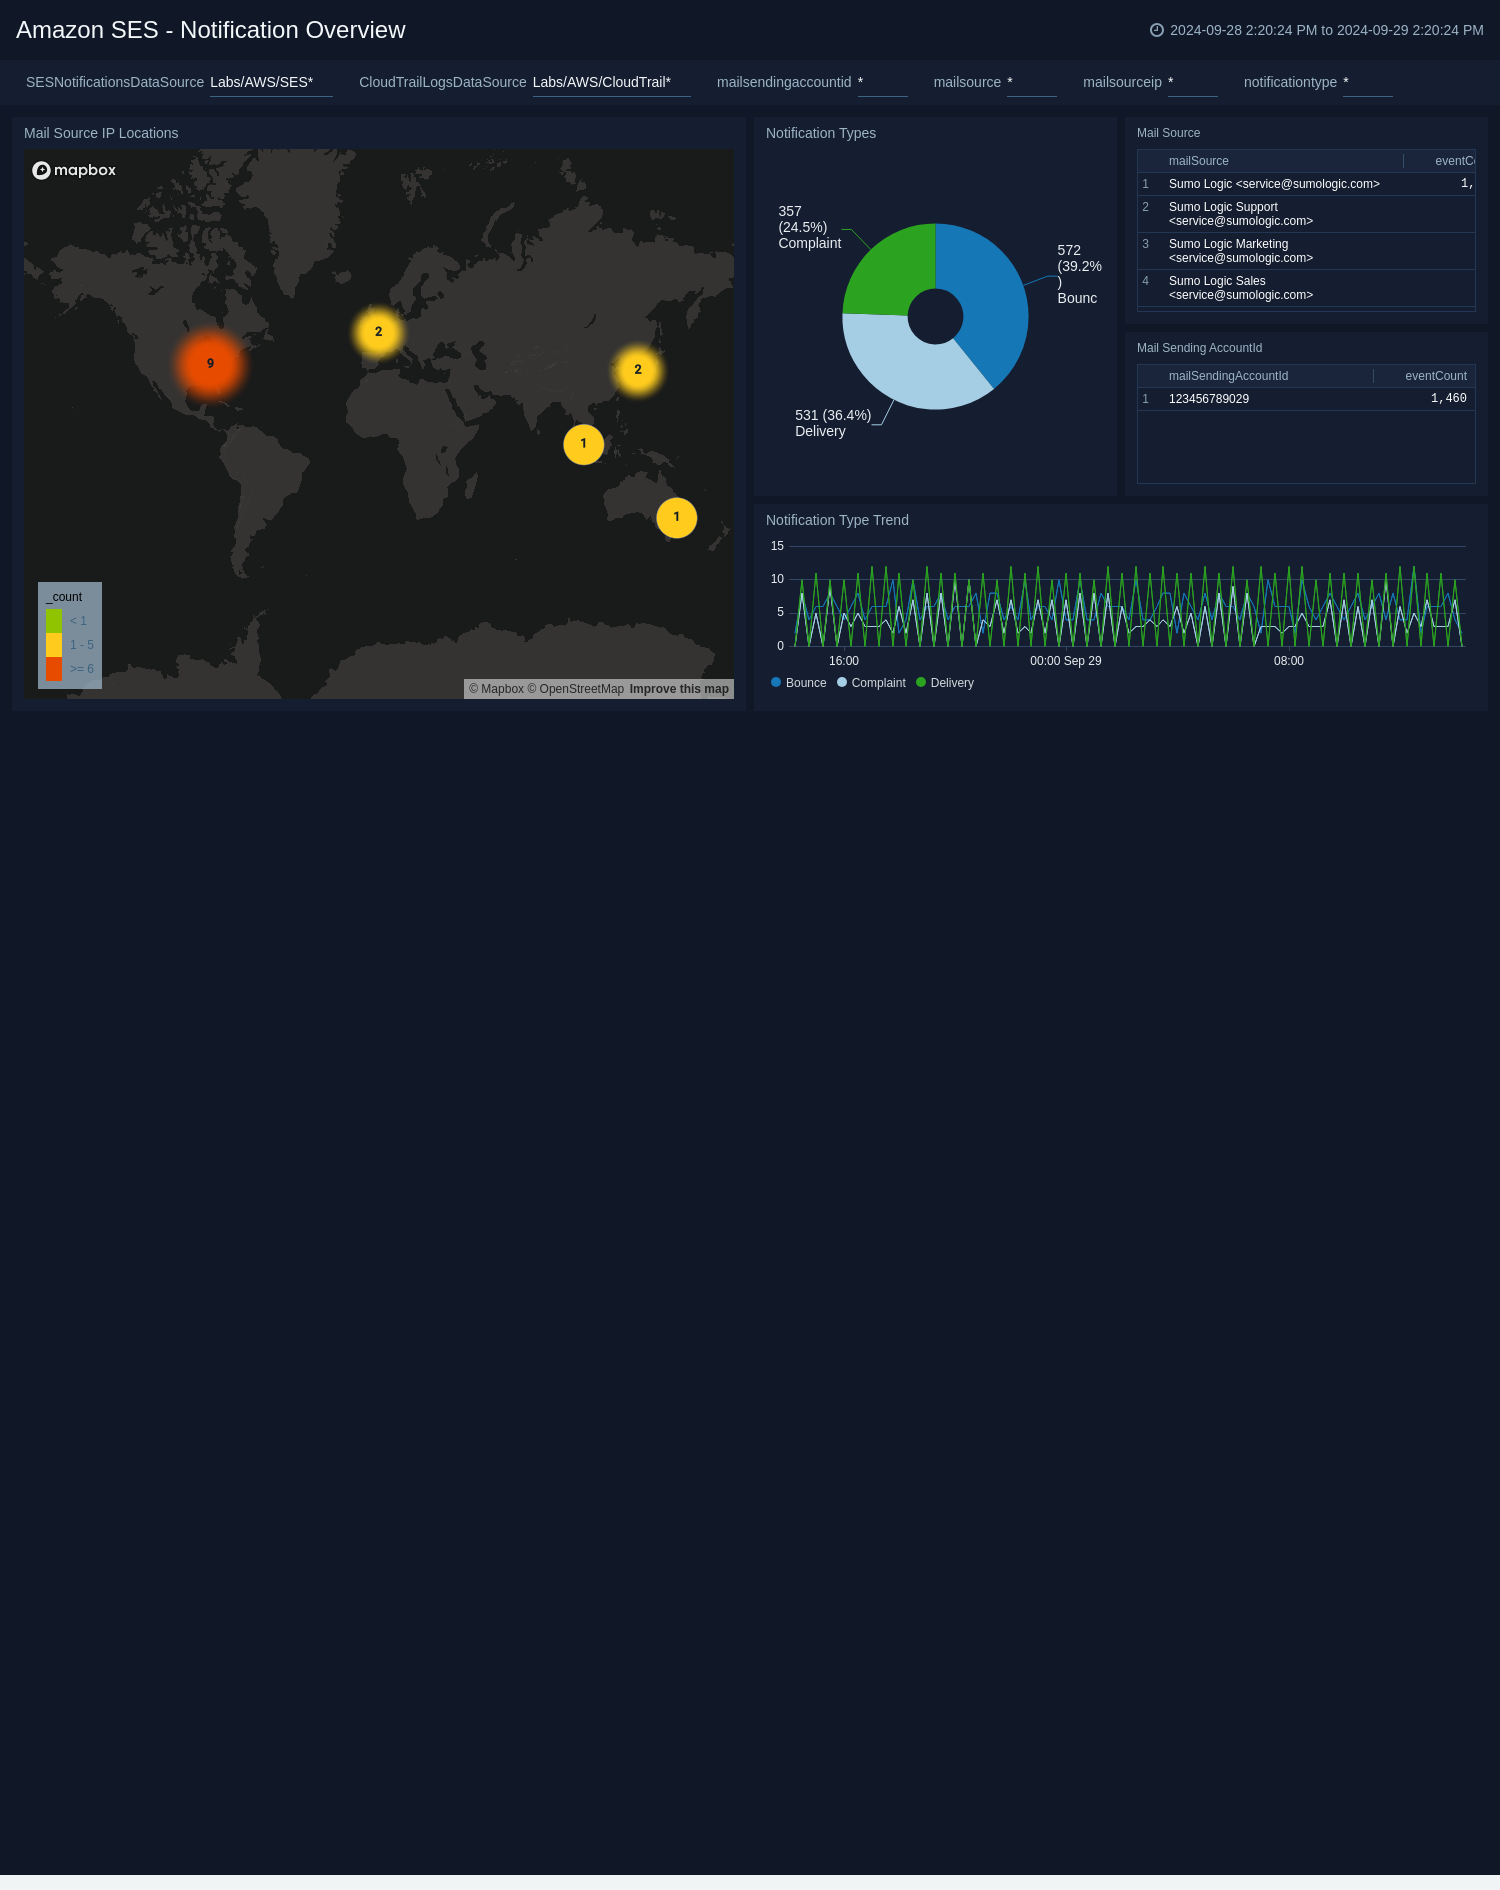 Amazon SES - Notification Overview
2024-09-28 2:20:24 PM to 2024-09-29 2:20:24 PM
SESNotificationsDataSource Labs/AWS/SES*
CloudTrailLogsDataSource Labs/AWS/CloudTrail*
mailsendingaccountid *
mailsource *
mailsourceip *
notificationtype *
Mail Source IP Locations
mapbox
9
2
2
1
1
_count
< 1
1 - 5
>= 6
© Mapbox © OpenStreetMap Improve this map
Notification Types
357
(24.5%)
Complaint
572
(39.2%
)
Bounc
531 (36.4%)
Delivery
Mail Source
mailSource eventC
1 Sumo Logic <service@sumologic.com> 1,
2 Sumo Logic Support
<service@sumologic.com>
3 Sumo Logic Marketing
<service@sumologic.com>
4 Sumo Logic Sales
<service@sumologic.com>
Mail Sending AccountId
mailSendingAccountId eventCount
1 123456789029 1,460
Notification Type Trend
15
10
5
0
16:00 00:00 Sep 29 08:00
Bounce Complaint Delivery